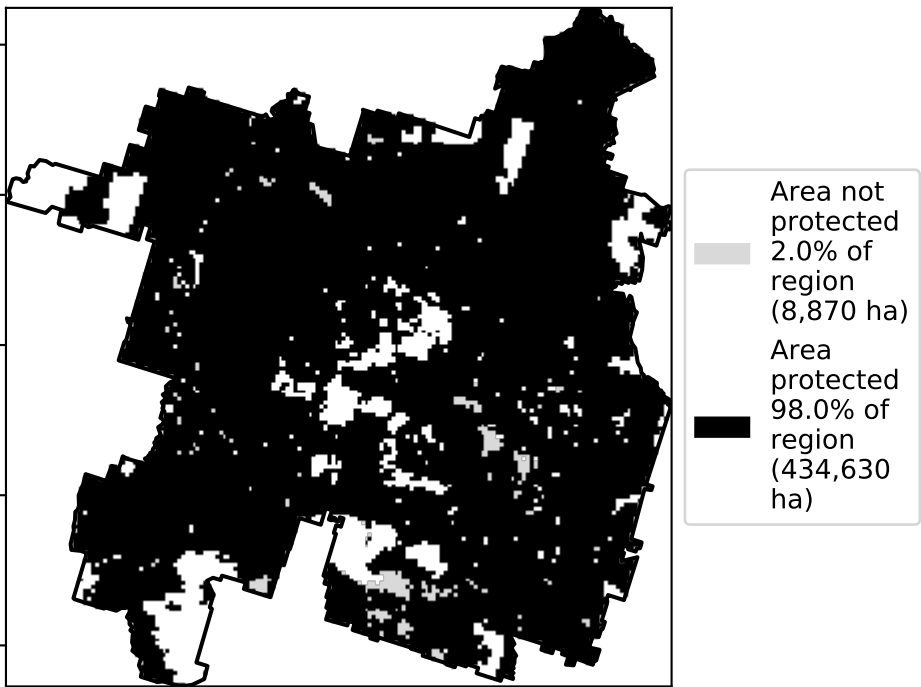 Area not
protected
2.0% of
region
(8,870 ha)
Area
protected
98.0% of
region
(434,630
ha)